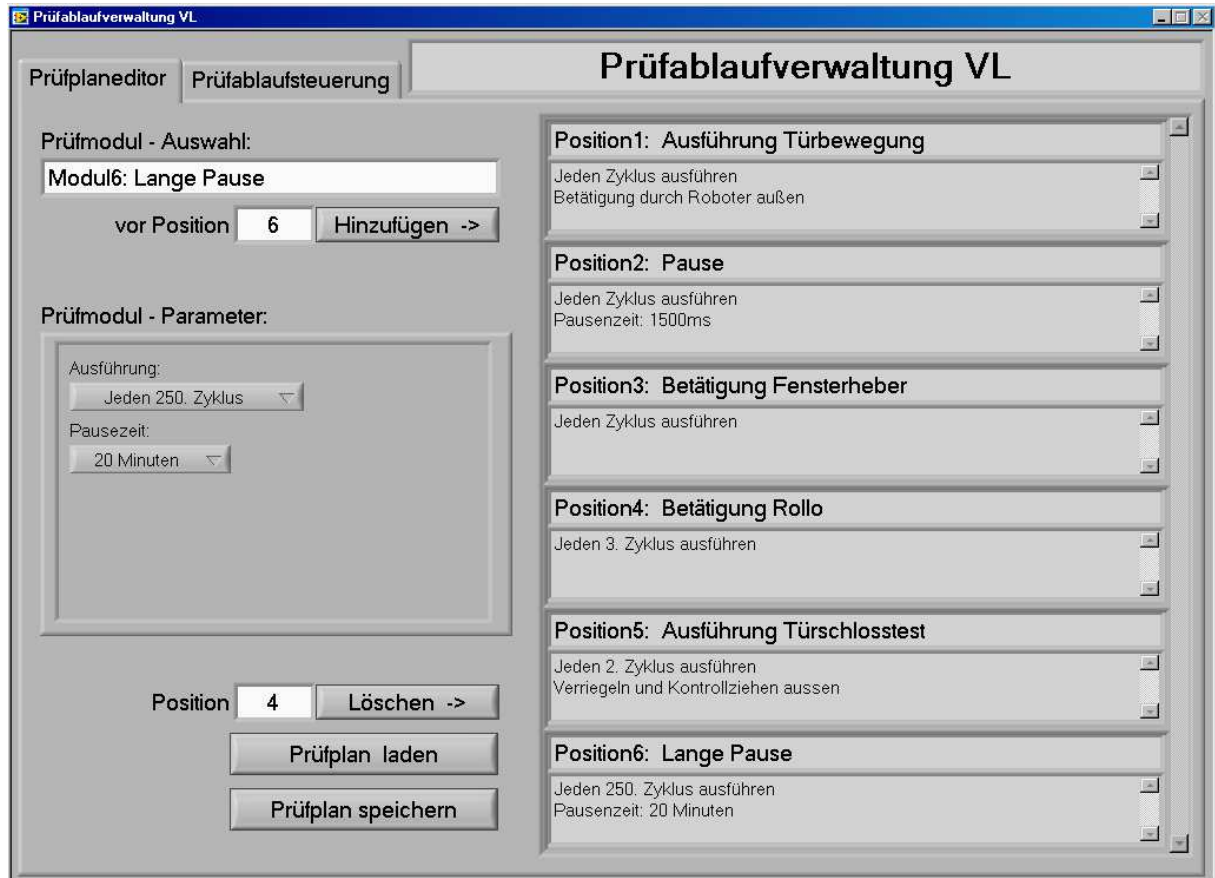 Prüfablaufverwaltung VL
Prüfplaneditor
Prüfablaufsteuerung
Prüfablaufverwaltung VL
Prüfmodul - Auswahl:
Modul6: Lange Pause
vor Position 6 Hinzufügen ->
Prüfmodul - Parameter:
Ausführung:
Jeden 250. Zyklus
Pausezeit:
20 Minuten
Position 4 Löschen ->
Prüfplan laden
Prüfplan speichern
Position1: Ausführung Türbewegung
Jeden Zyklus ausführen
Betätigung durch Roboter außen
Position2: Pause
Jeden Zyklus ausführen
Pausenzeit: 1500ms
Position3: Betätigung Fensterheber
Jeden Zyklus ausführen
Position4: Betätigung Rollo
Jeden 3. Zyklus ausführen
Position5: Ausführung Türschlosstest
Jeden 2. Zyklus ausführen
Verriegeln und Kontrollziehen aussen
Position6: Lange Pause
Jeden 250. Zyklus ausführen
Pausenzeit: 20 Minuten